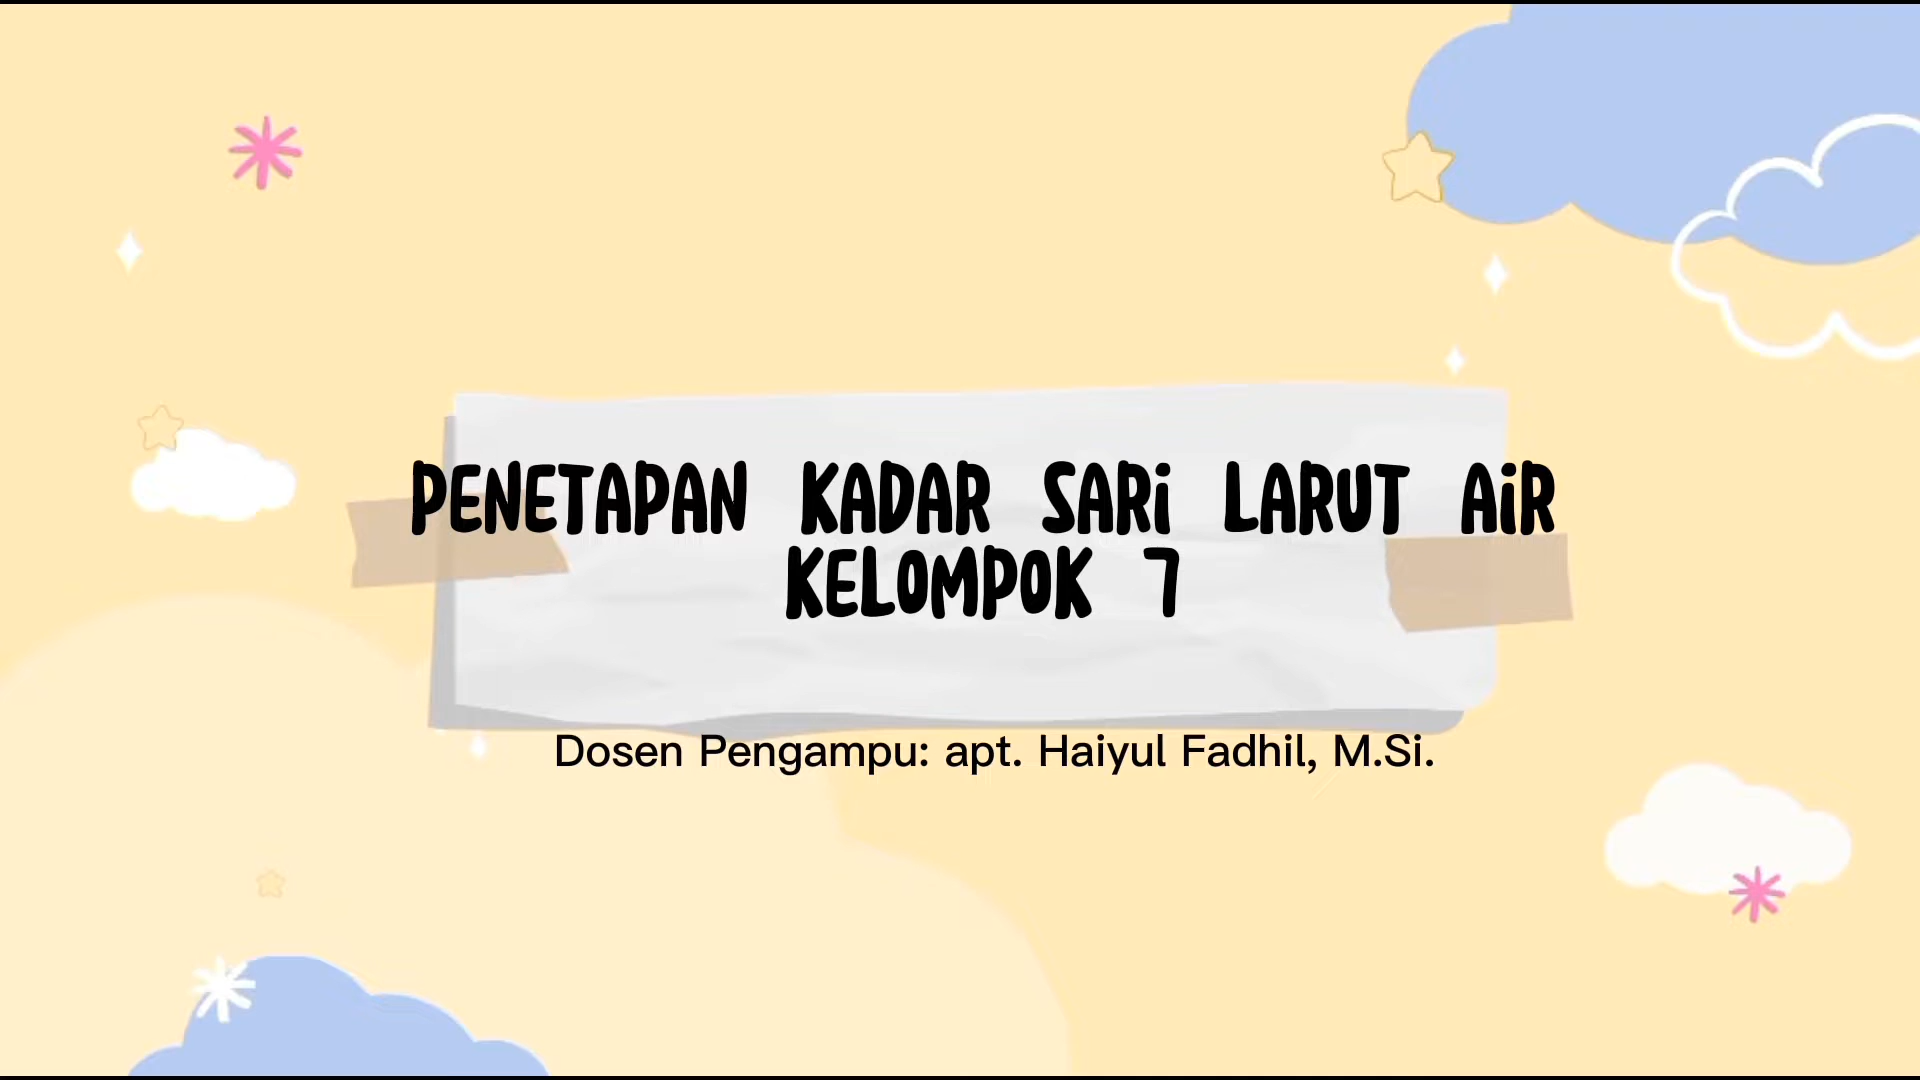 PENETAPAN KADAR SARi LARUT AiR
KELOMPOK 7
Dosen Pengampu: apt. Haiyul Fadhil, M.Si.